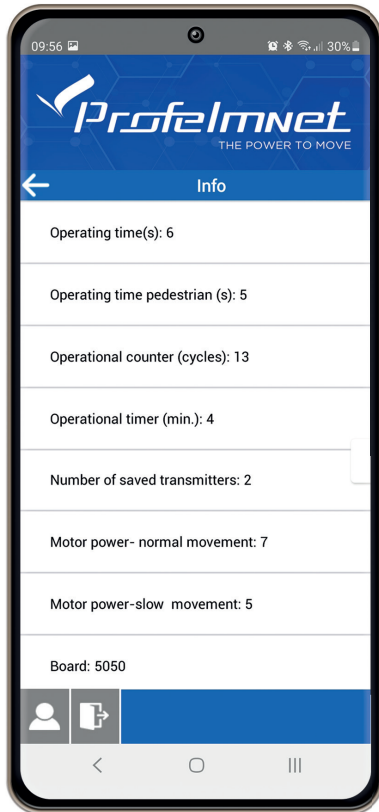 09:56 30%
Profelmnet
THE POWER TO MOVE
Info
Operating time(s): 6
Operating time pedestrian (s): 5
Operational counter (cycles): 13
Operational timer (min.): 4
Number of saved transmitters: 2
Motor power- normal movement: 7
Motor power-slow  movement: 5
Board: 5050